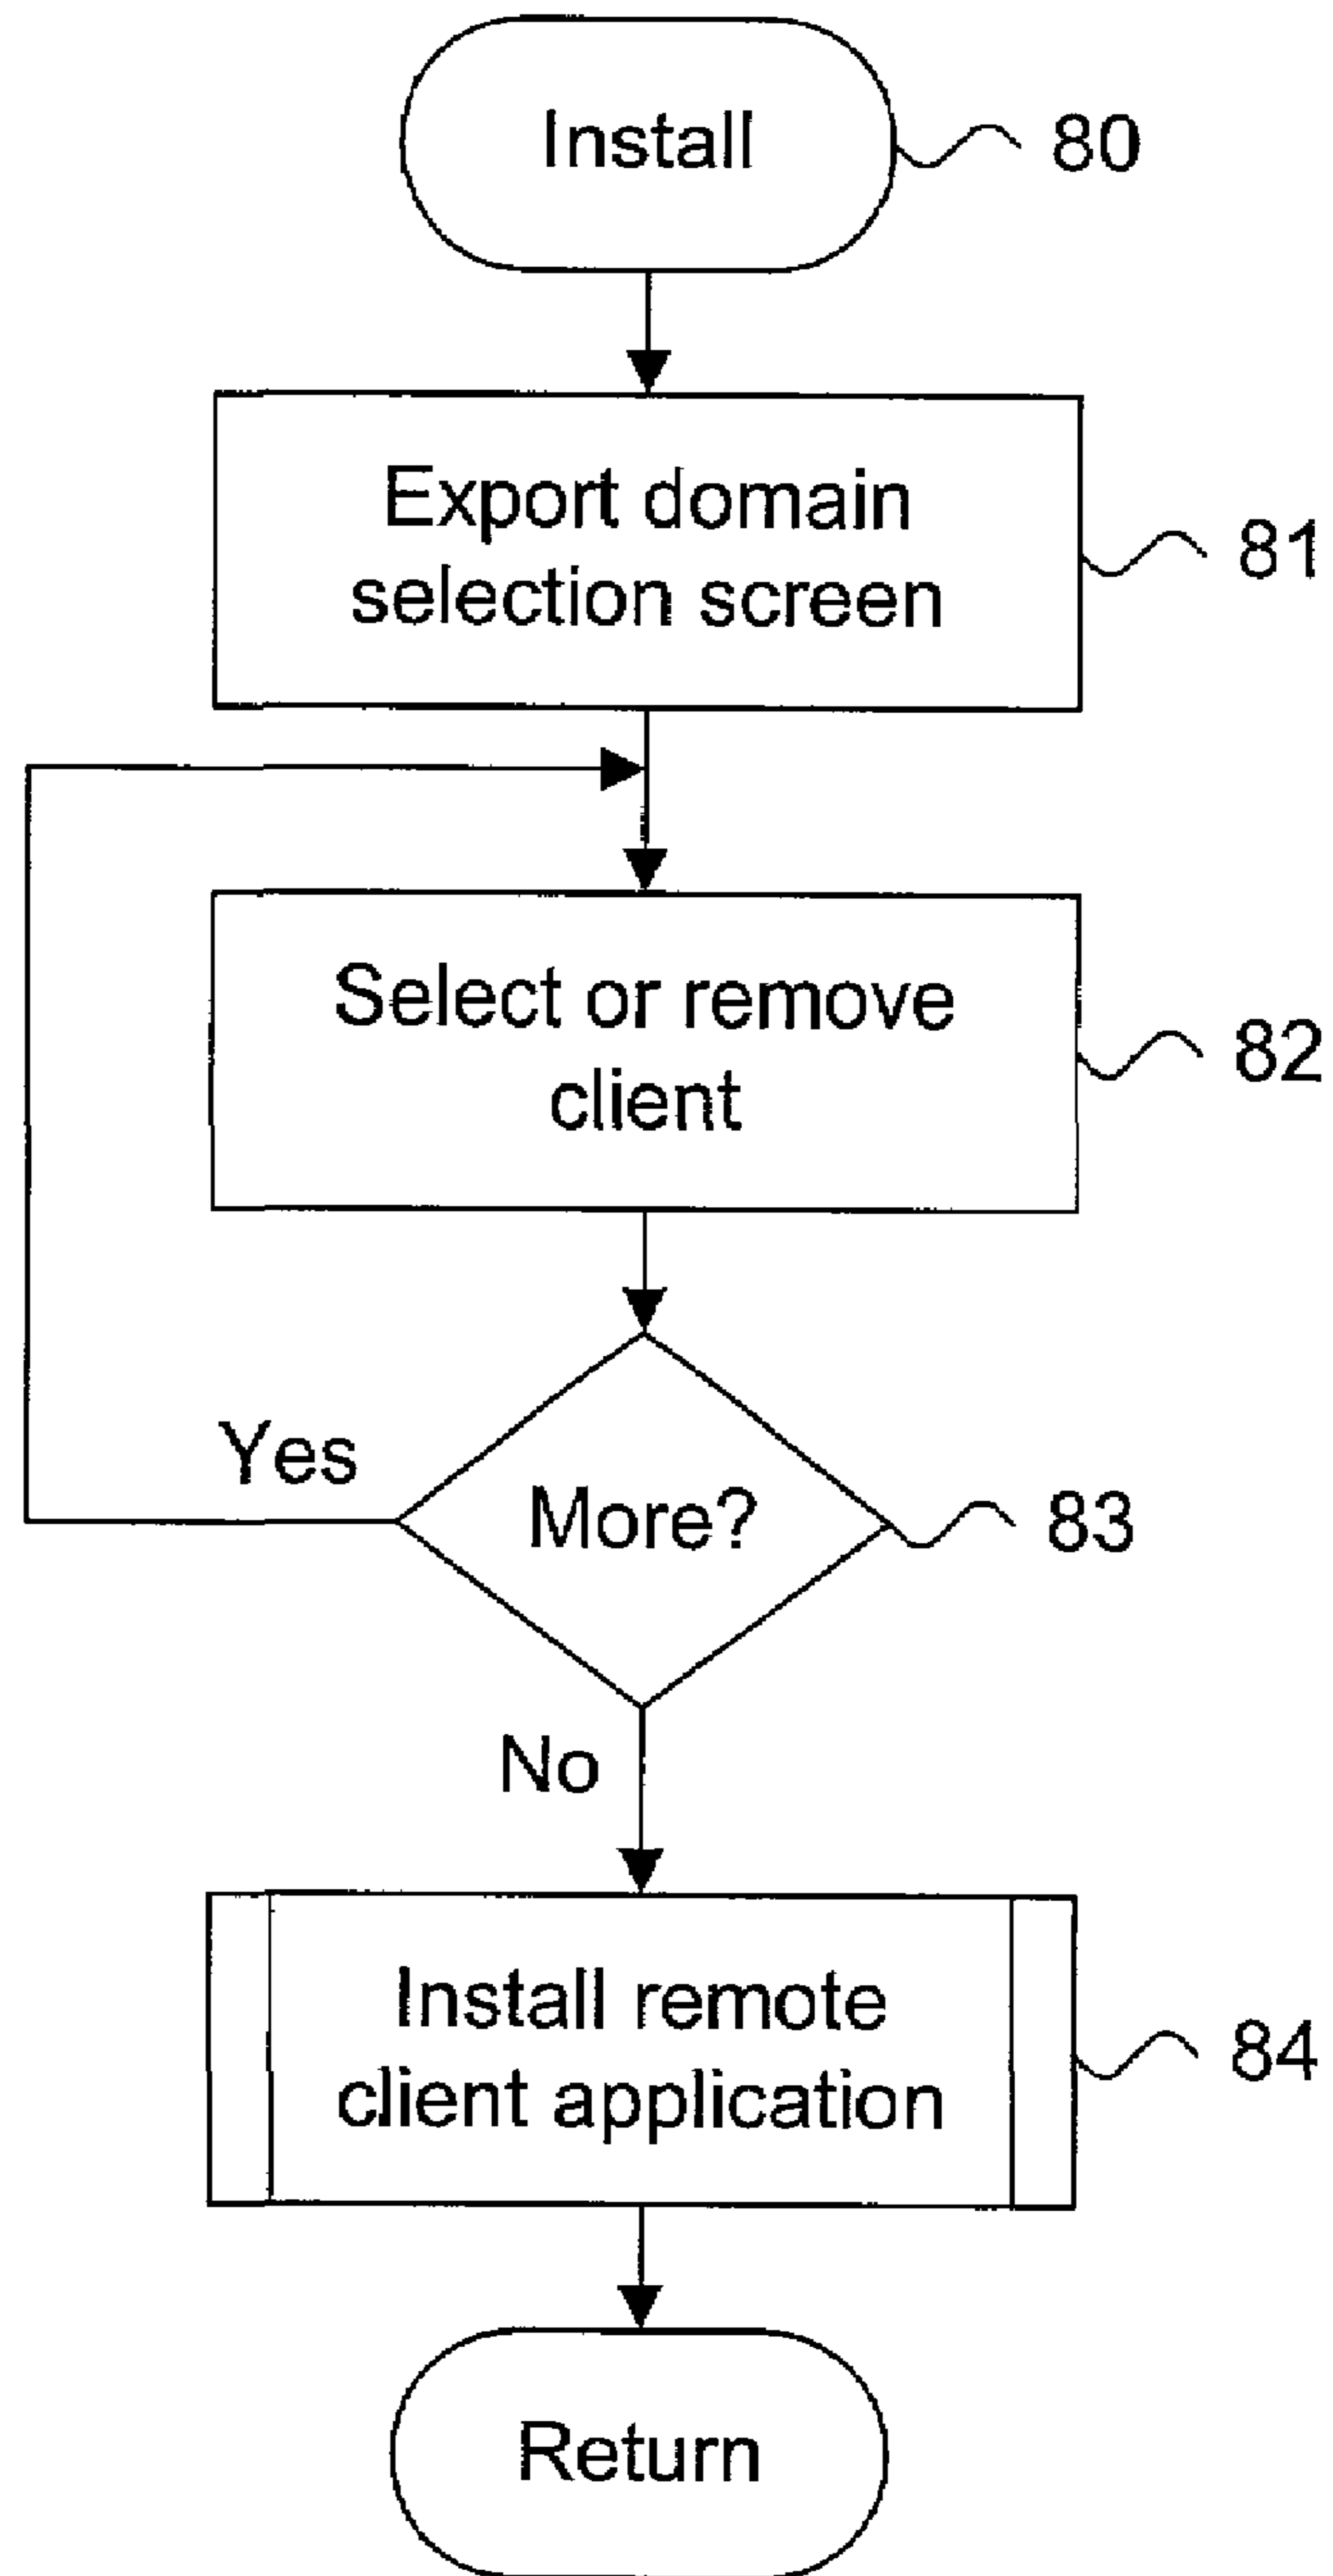 Install
80
Export domain
selection screen
81
Select or remove
client
82
Yes
More?
83
No
Install remote
client application
84
Return